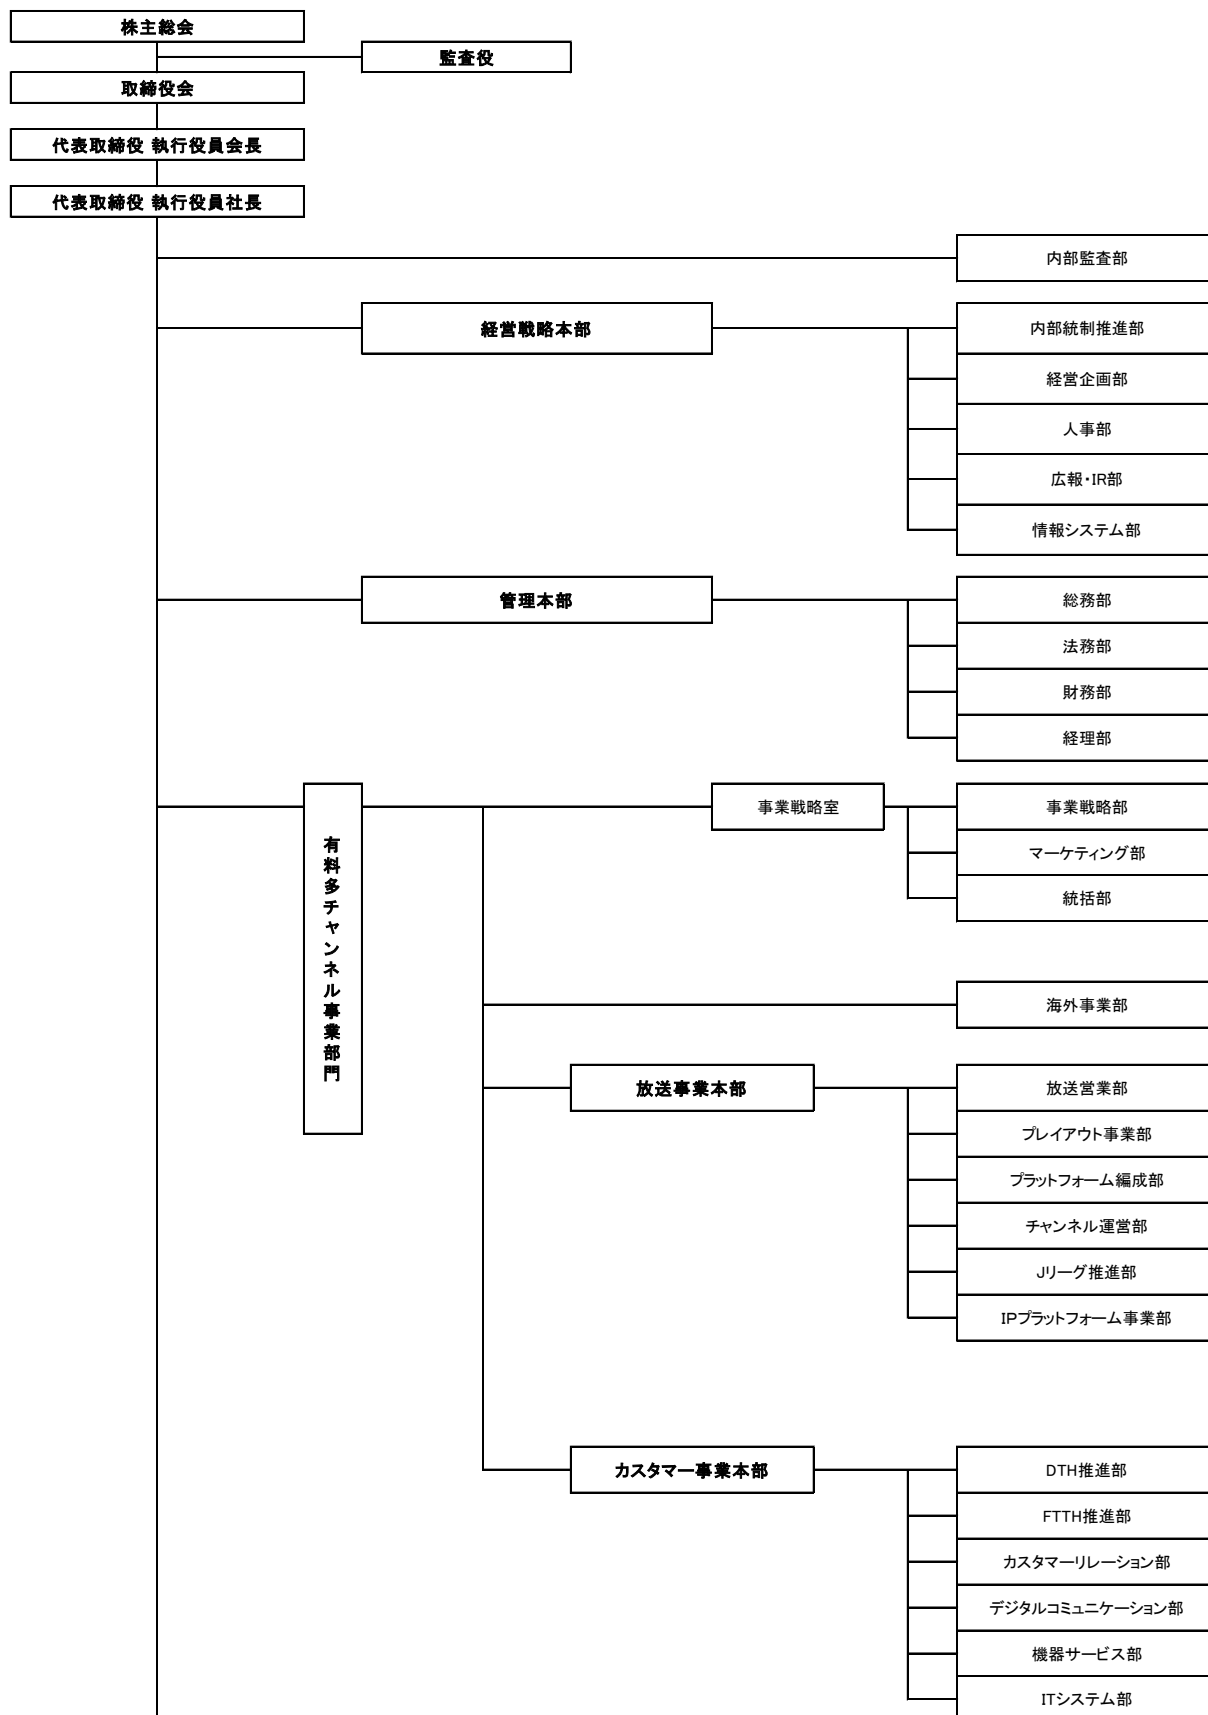 株主総会
監査役
取締役会
代表取締役 執行役員会長
代表取締役 執行役員社長
内部監査部
経営戦略本部
内部統制推進部
経営企画部
人事部
広報・IR部
情報システム部
管理本部
総務部
法務部
財務部
経理部
有料多チャンネル事業部門
事業戦略室
事業戦略部
マーケティング部
統括部
海外事業部
放送事業本部
放送営業部
プレイアウト事業部
プラットフォーム編成部
チャンネル運営部
Jリーグ推進部
IPプラットフォーム事業部
カスタマー事業本部
DTH推進部
FTTH推進部
カスタマーリレーション部
デジタルコミュニケーション部
機器サービス部
ITシステム部